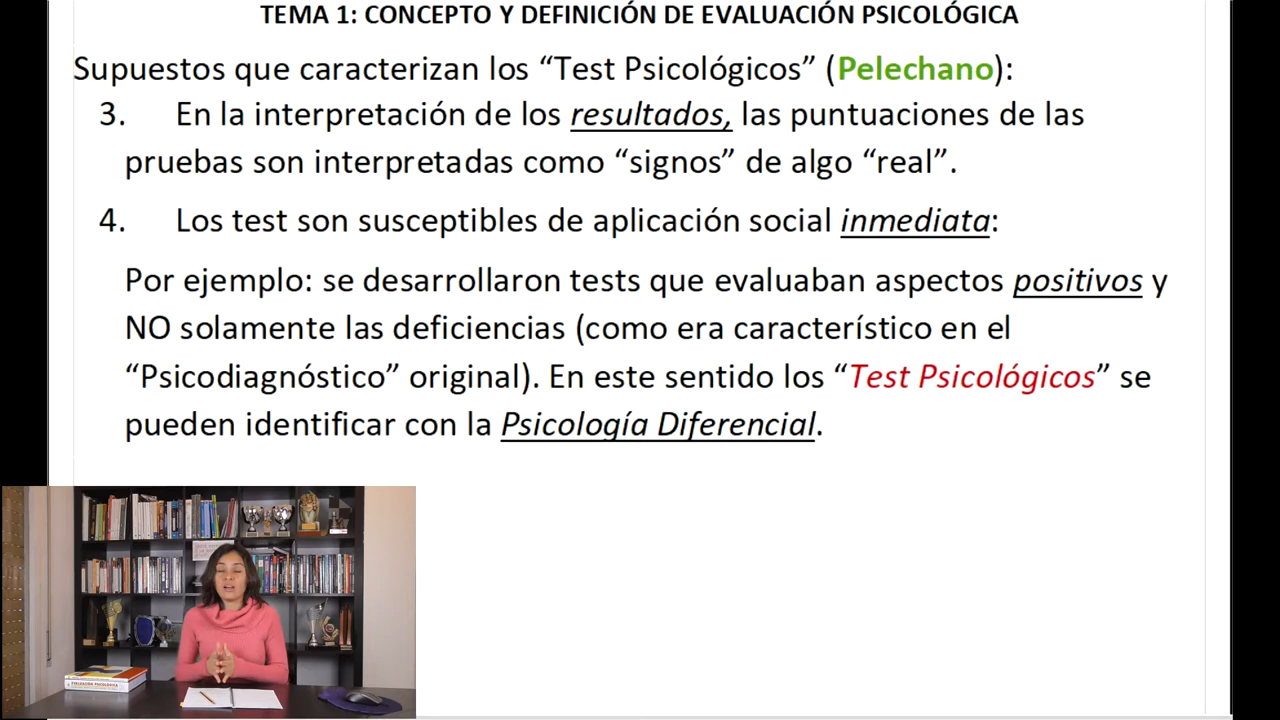 TEMA 1: CONCEPTO Y DEFINICIÓN DE EVALUACIÓN PSICOLÓGICA
Supuestos que caracterizan los “Test Psicológicos” (Pelechano):
3. En la interpretación de los resultados, las puntuaciones de las
pruebas son interpretadas como “signos” de algo “real”.
4. Los test son susceptibles de aplicación social inmediata:
Por ejemplo: se desarrollaron tests que evaluaban aspectos positivos y
NO solamente las deficiencias (como era característico en el
“Psicodiagnóstico” original). En este sentido los “Test Psicológicos” se
pueden identificar con la Psicología Diferencial.
EVALUACIÓN PSICOLÓGICA